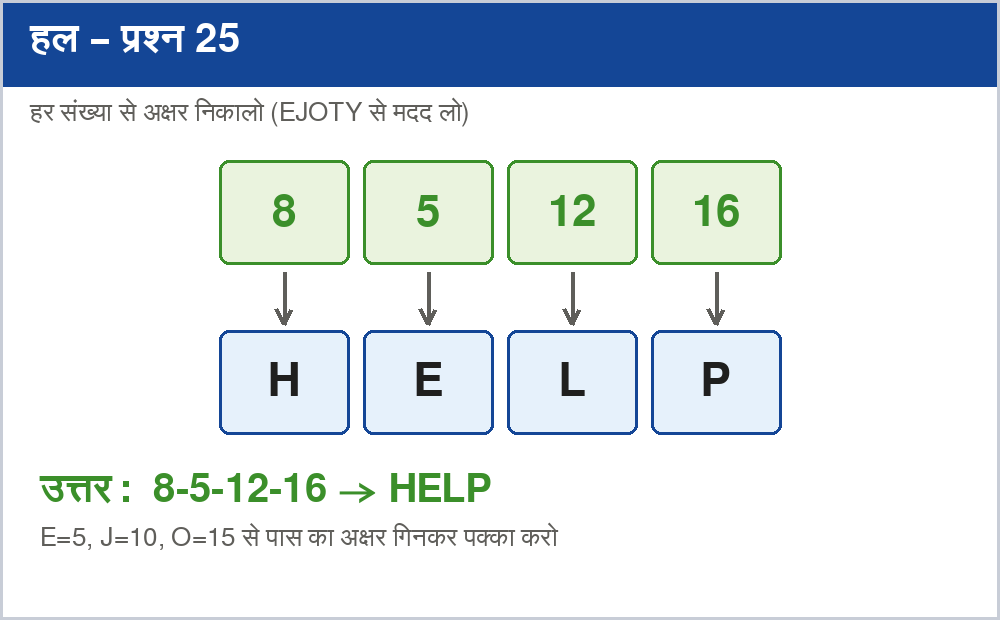 हल – प्रश्न 25
हर संख्या से अक्षर निकालो (EJOTY से मदद लो)
8 5 12 16
H E L P
उत्तर : 8-5-12-16 → HELP
E=5, J=10, O=15 से पास का अक्षर गिनकर पक्का करो